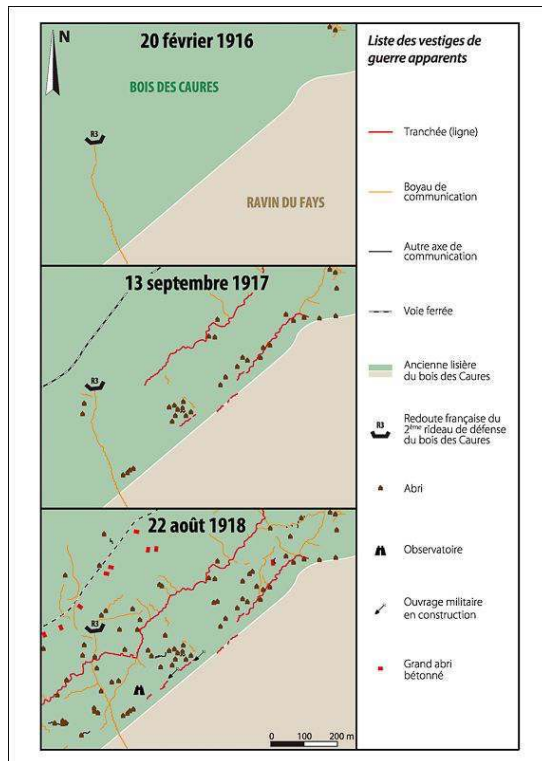 N
20 février 1916
BOIS DES CAURES
R3
RAVIN DU FAYS
13 septembre 1917
R3
22 août 1918
R3
0 100 200 m
Liste des vestiges de
guerre apparents
Tranchée (ligne)
Boyau de
communication
Autre axe de
communication
Voie ferrée
Ancienne lisière
du bois des Caures
R3
Redoute française du
2ème rideau de défense
du bois des Caures
Abri
Observatoire
Ouvrage militaire
en construction
Grand abri
bétonné